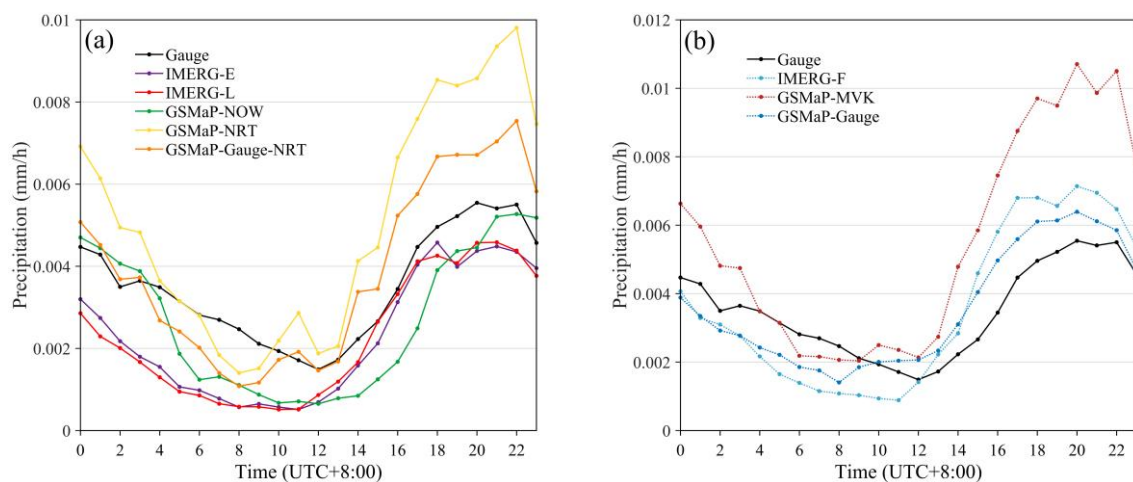 (a)
Gauge
IMERG-E
IMERG-L
GSMaP-NOW
GSMaP-NRT
GSMaP-Gauge-NRT
Precipitation (mm/h)
0.01
0.008
0.006
0.004
0.002
0
0 2 4 6 8 10 12 14 16 18 20 22
Time (UTC+8:00)
(b)
Gauge
IMERG-F
GSMaP-MVK
GSMaP-Gauge
Precipitation (mm/h)
0.012
0.01
0.008
0.006
0.004
0.002
0
0 2 4 6 8 10 12 14 16 18 20 22
Time (UTC+8:00)